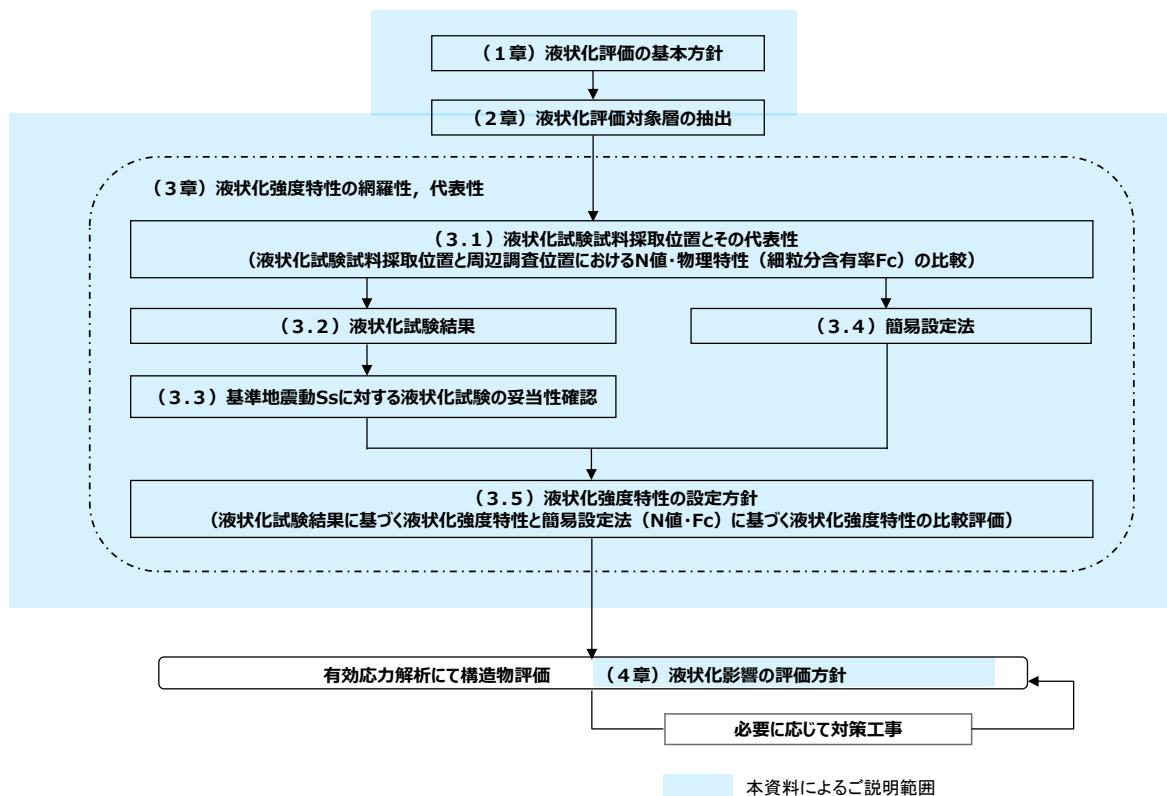 (1章)液状化評価の基本方針
(2章)液状化評価対象層の抽出
(3章)液状化強度特性の網羅性，代表性
(3.1)液状化試験試料採取位置とその代表性
(液状化試験試料採取位置と周辺調査位置におけるN値・物理特性(細粒分含有率Fc)の比較)
(3.2)液状化試験結果
(3.4)簡易設定法
(3.3)基準地震動Ssに対する液状化試験の妥当性確認
(3.5)液状化強度特性の設定方針
(液状化試験結果に基づく液状化強度特性と簡易設定法(N値・Fc)に基づく液状化強度特性の比較評価)
有効応力解析にて構造物評価 (4章)液状化影響の評価方針
必要に応じて対策工事
本資料によるご説明範囲